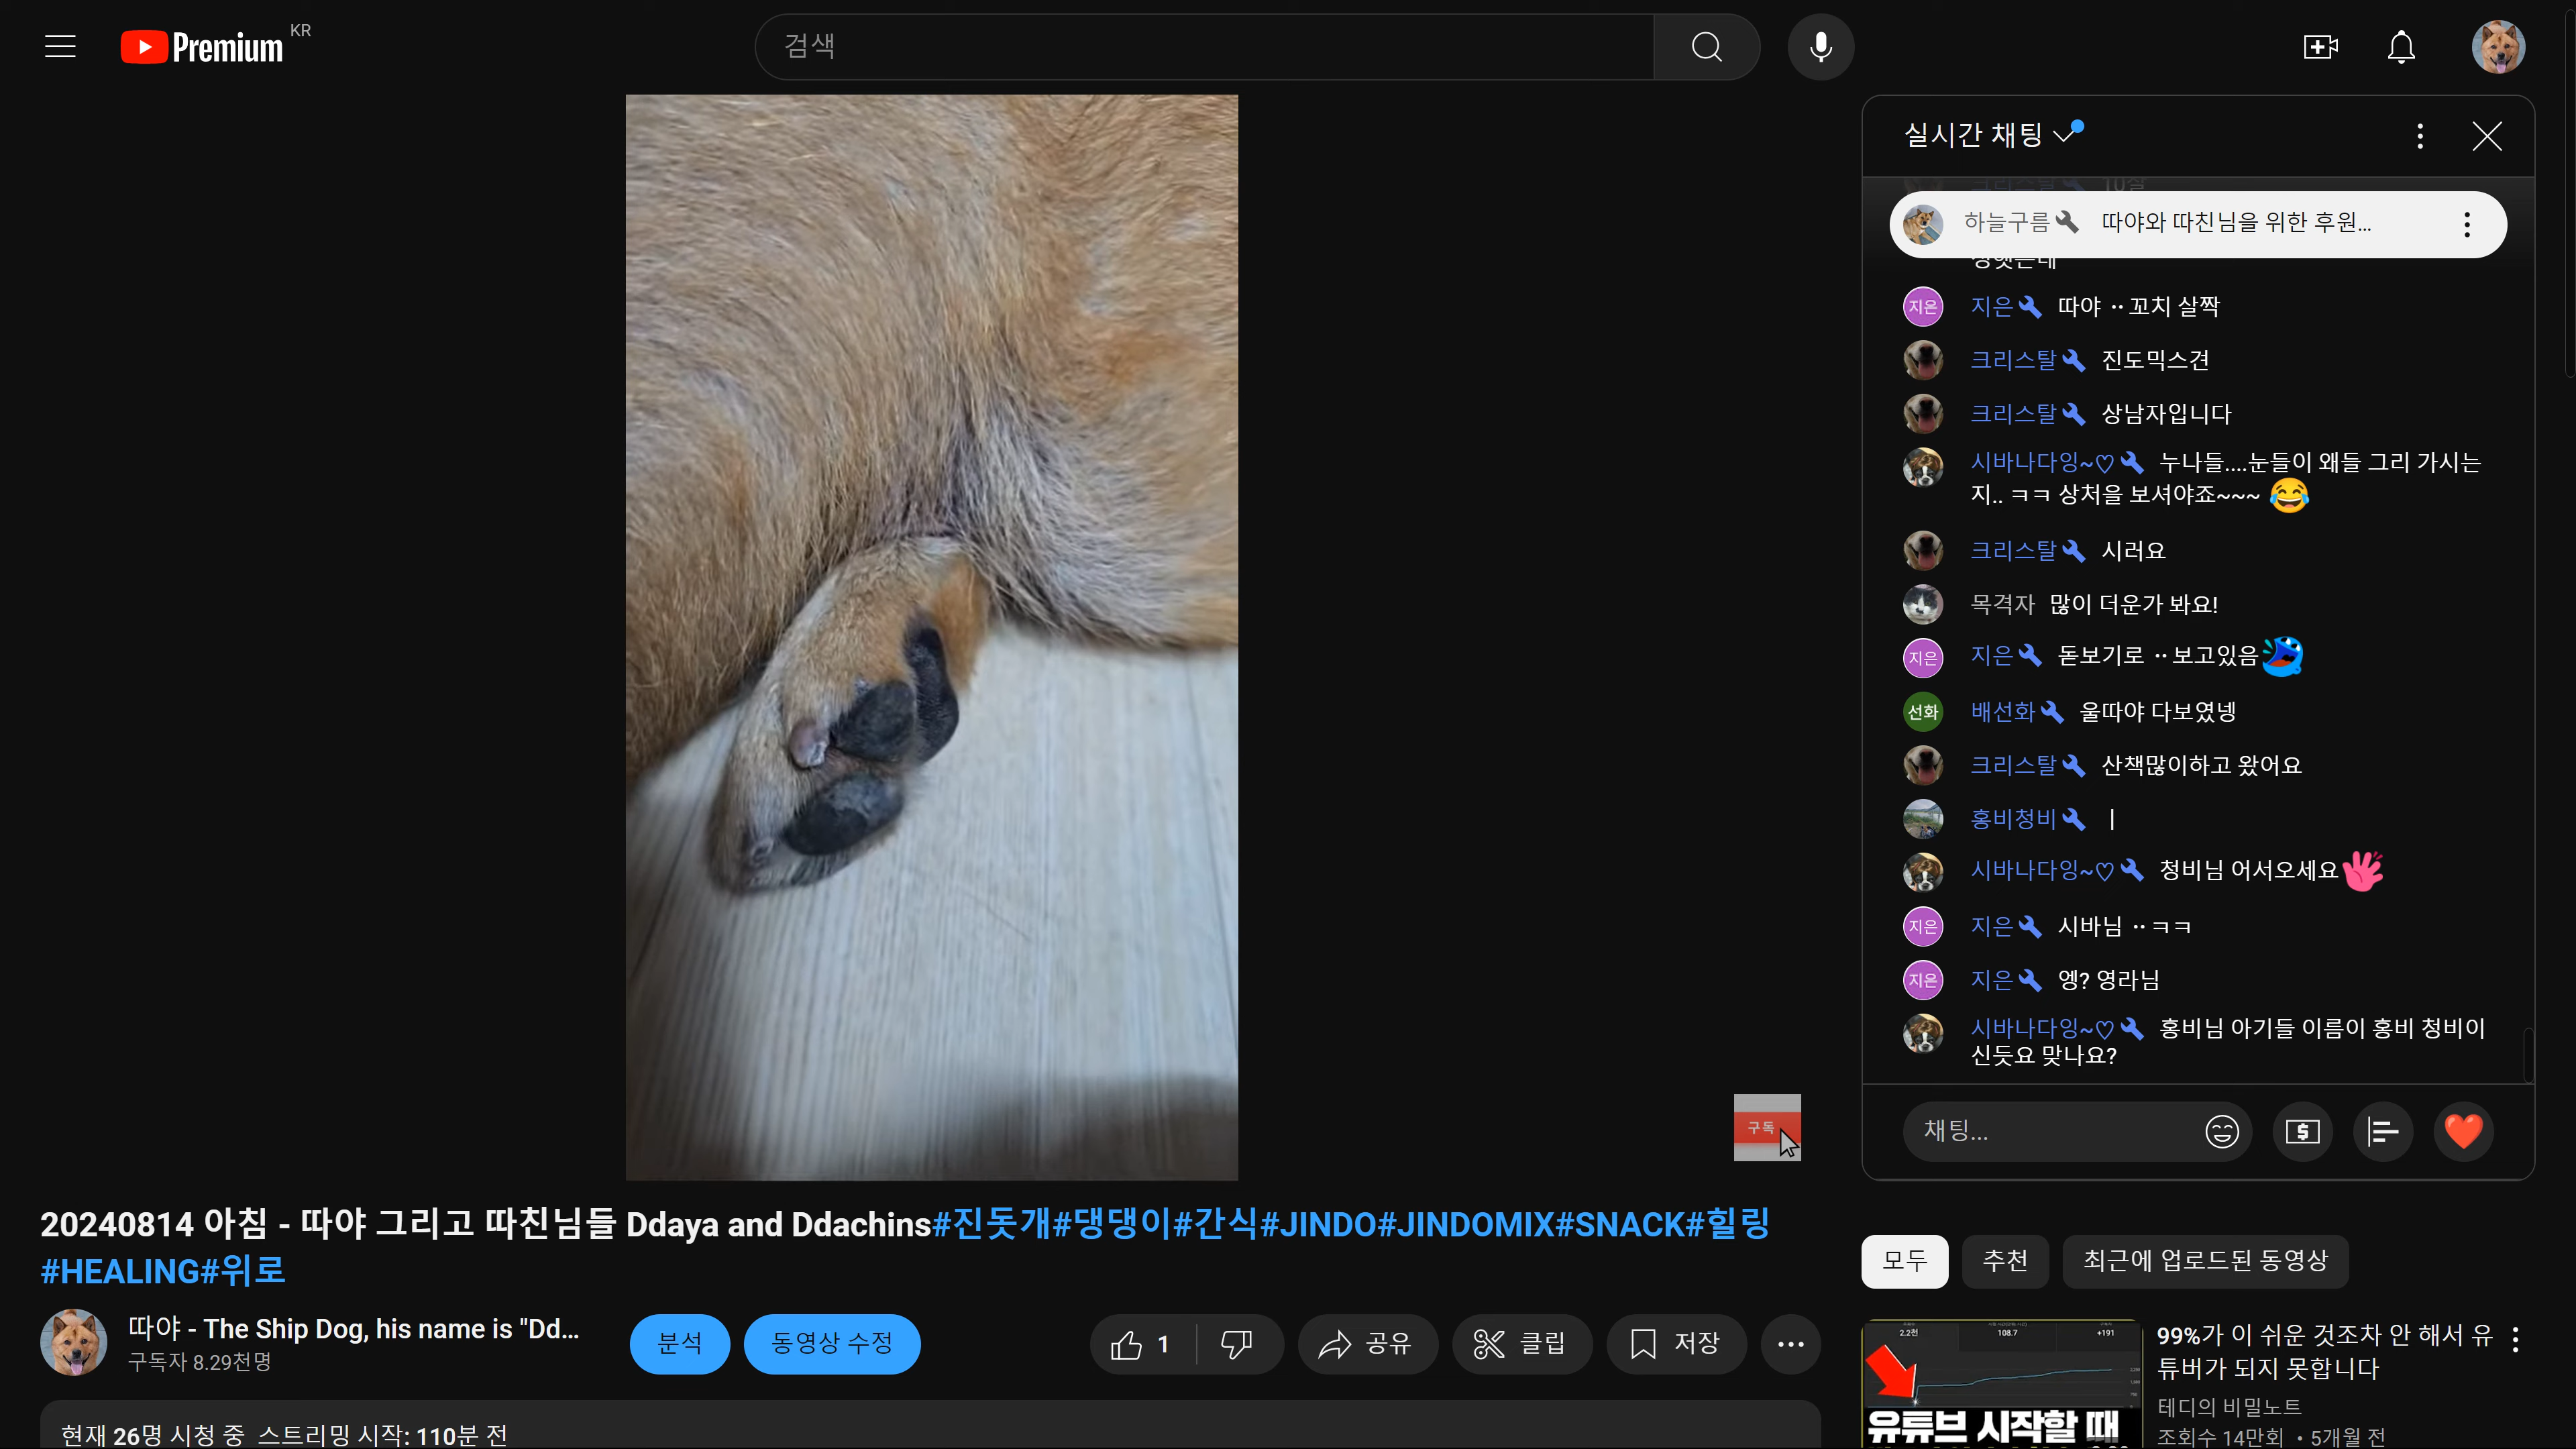 Premium KR
검색
실시간 채팅
하늘구름 따야와 따친님을 위한 후원...
지은 따야 ··꼬치 살짝
크리스탈 진도믹스견
크리스탈 상남자입니다
시바나다잉~♡ 누나들....눈들이 왜들 그리 가시는
지.. ㅋㅋ 상처을 보셔야죠~~~ 😂
크리스탈 시러요
목격자 많이 더운가 봐요!
지은 지은 돋보기로 ··보고있음
선화 배선화 울따야 다보였넹
크리스탈 산책많이하고 왔어요
홍비청비 ㅣ
시바나다잉~♡ 청비님 어서오세요
지은 지은 시바님 ··ㅋㅋ
지은 지은 엥? 영라님
시바나다잉~♡ 홍비님 아기들 이름이 홍비 청비이
신듯요 맞나요?
채팅...
구독
20240814 아침 - 따야 그리고 따친님들 Ddaya and Ddachins#진돗개#댕댕이#간식#JINDO#JINDOMIX#SNACK#힐링
#HEALING#위로
따야 - The Ship Dog, his name is "Dd...
구독자 8.29천명
분석
동영상 수정
1
공유
클립
저장
현재 26명 시청 중 스트리밍 시작: 110분 전
모두
추천
최근에 업로드된 동영상
2.2천 108.7 +191
유튜브 시작할 때
99%가 이 쉬운 것조차 안 해서 유
튜버가 되지 못합니다
테디의 비밀노트
조회수 14만회 • 5개월 전